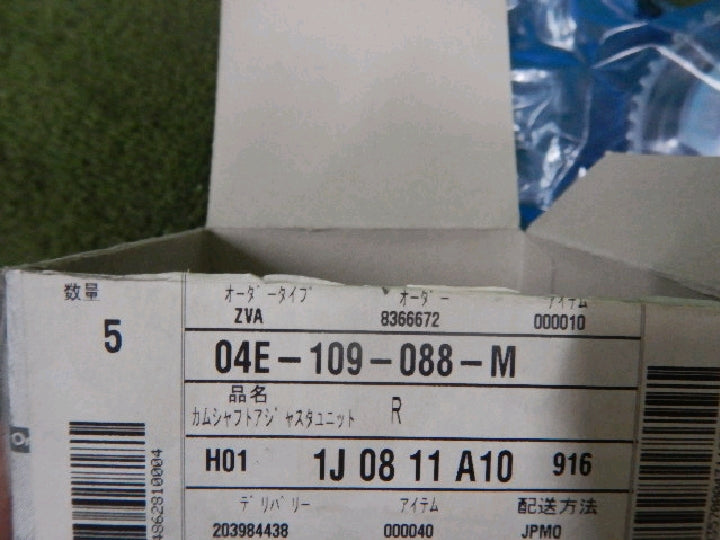 数量
オーダータイプ オーダー アイテム
5 ZVA 8366672 000010
04E-109-088-M
品名
カムシャフトアジャスタユニット R
H01 1J 08 11 A10 916
デリバリー アイテム 配送方法
203984438 000040 JPMO
4862810004